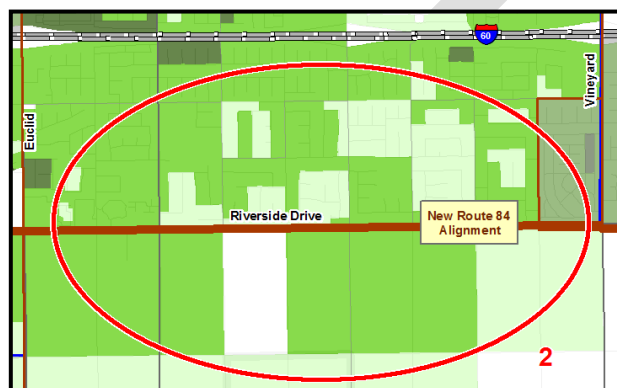 60
Euclid
Vineyard
Riverside Drive
New Route 84
Alignment
2